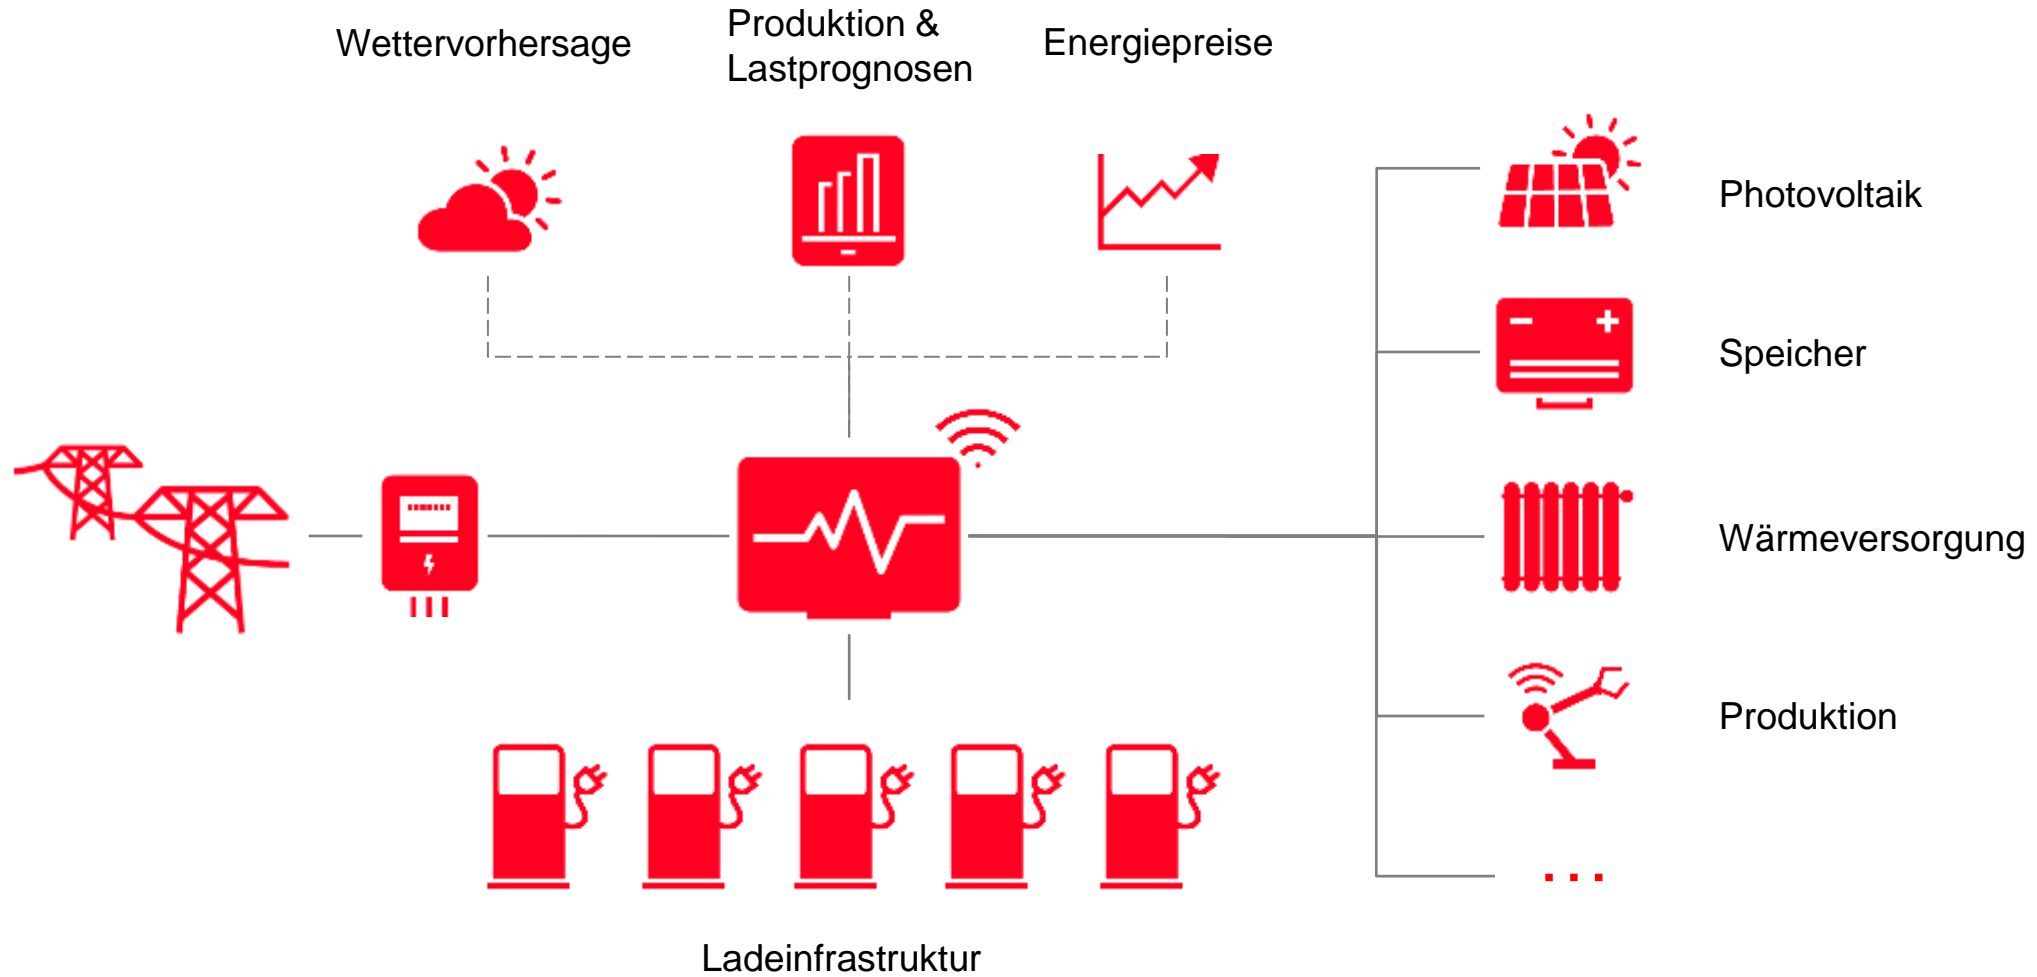 Wettervorhersage
Produktion &
Lastprognosen
Energiepreise
Photovoltaik
Speicher
Wärmeversorgung
Produktion
...
Ladeinfrastruktur